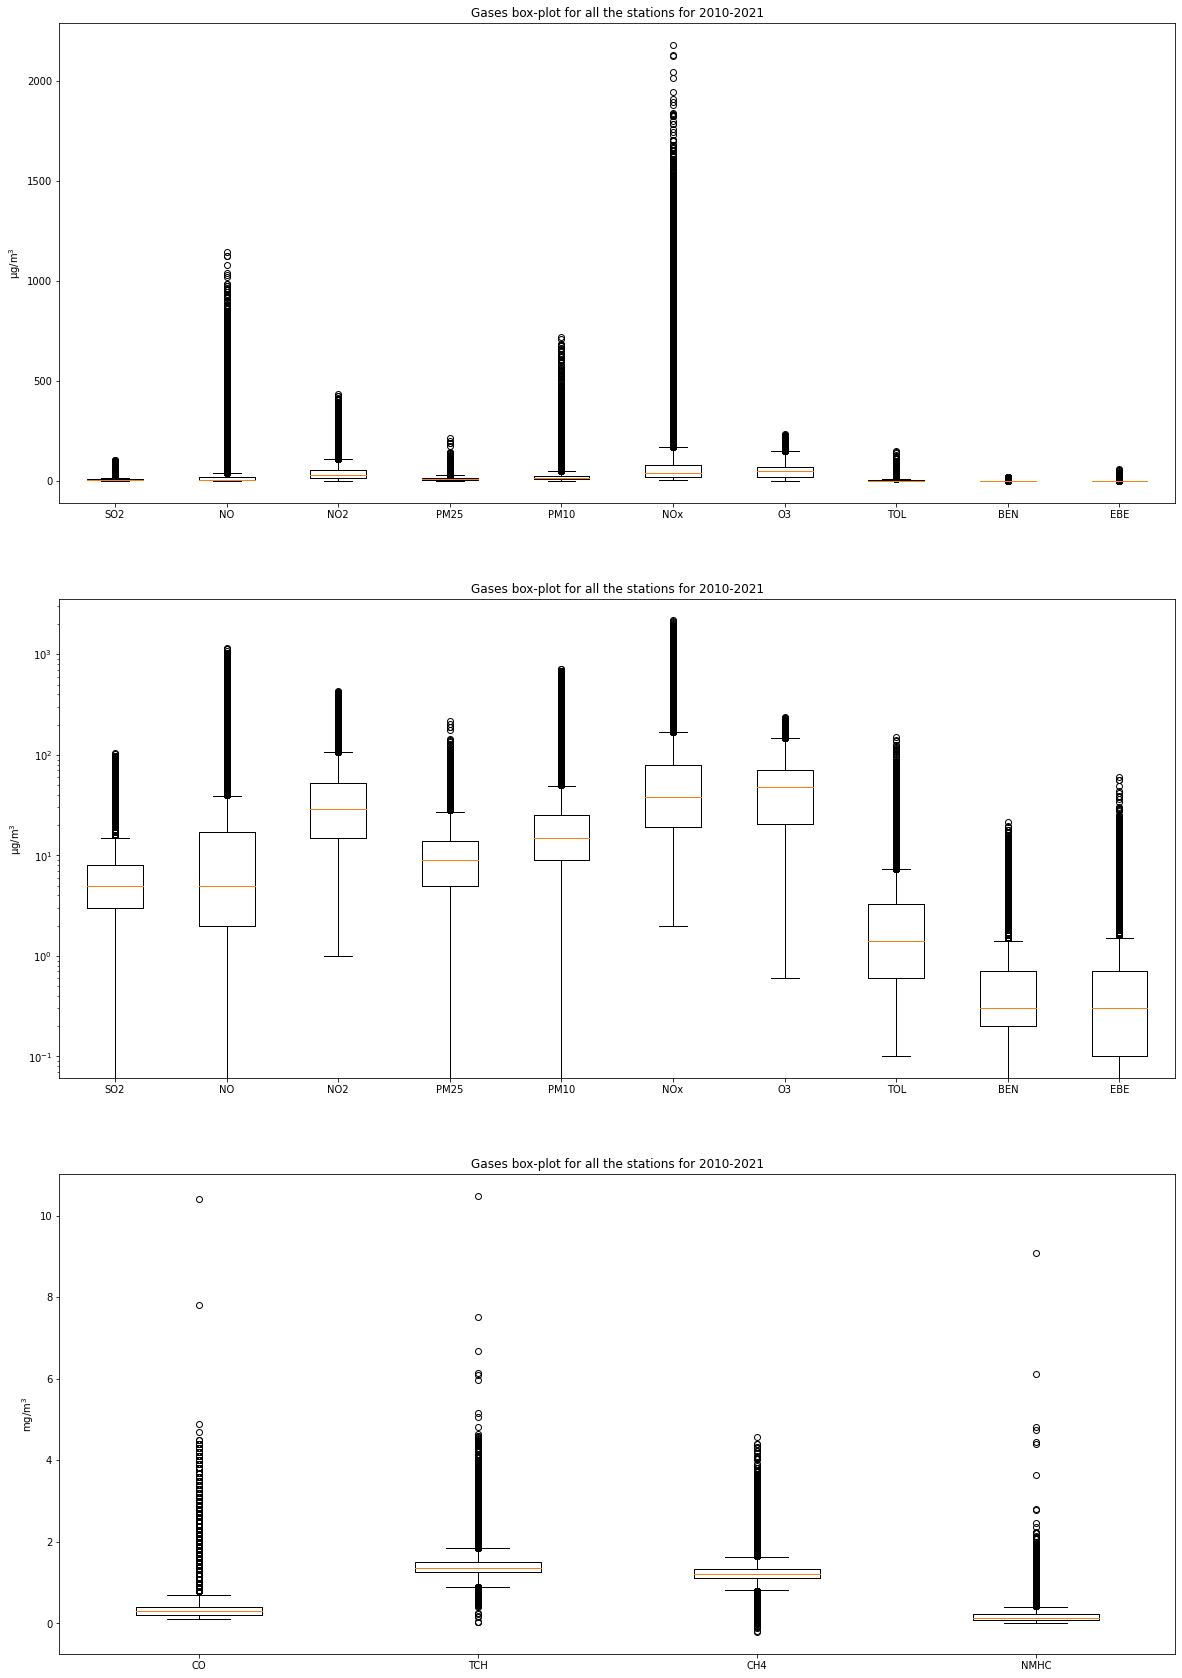 Gases box-plot for all the stations for 2010-2021
2000
1500
1000
500
0
µg/m³
SO2 NO NO2 PM25 PM10 NOx O3 TOL BEN EBE
Gases box-plot for all the stations for 2010-2021
10³
10²
10¹
10⁰
10⁻¹
µg/m³
SO2 NO NO2 PM25 PM10 NOx O3 TOL BEN EBE
Gases box-plot for all the stations for 2010-2021
10
8
6
4
2
0
mg/m³
CO TCH CH4 NMHC